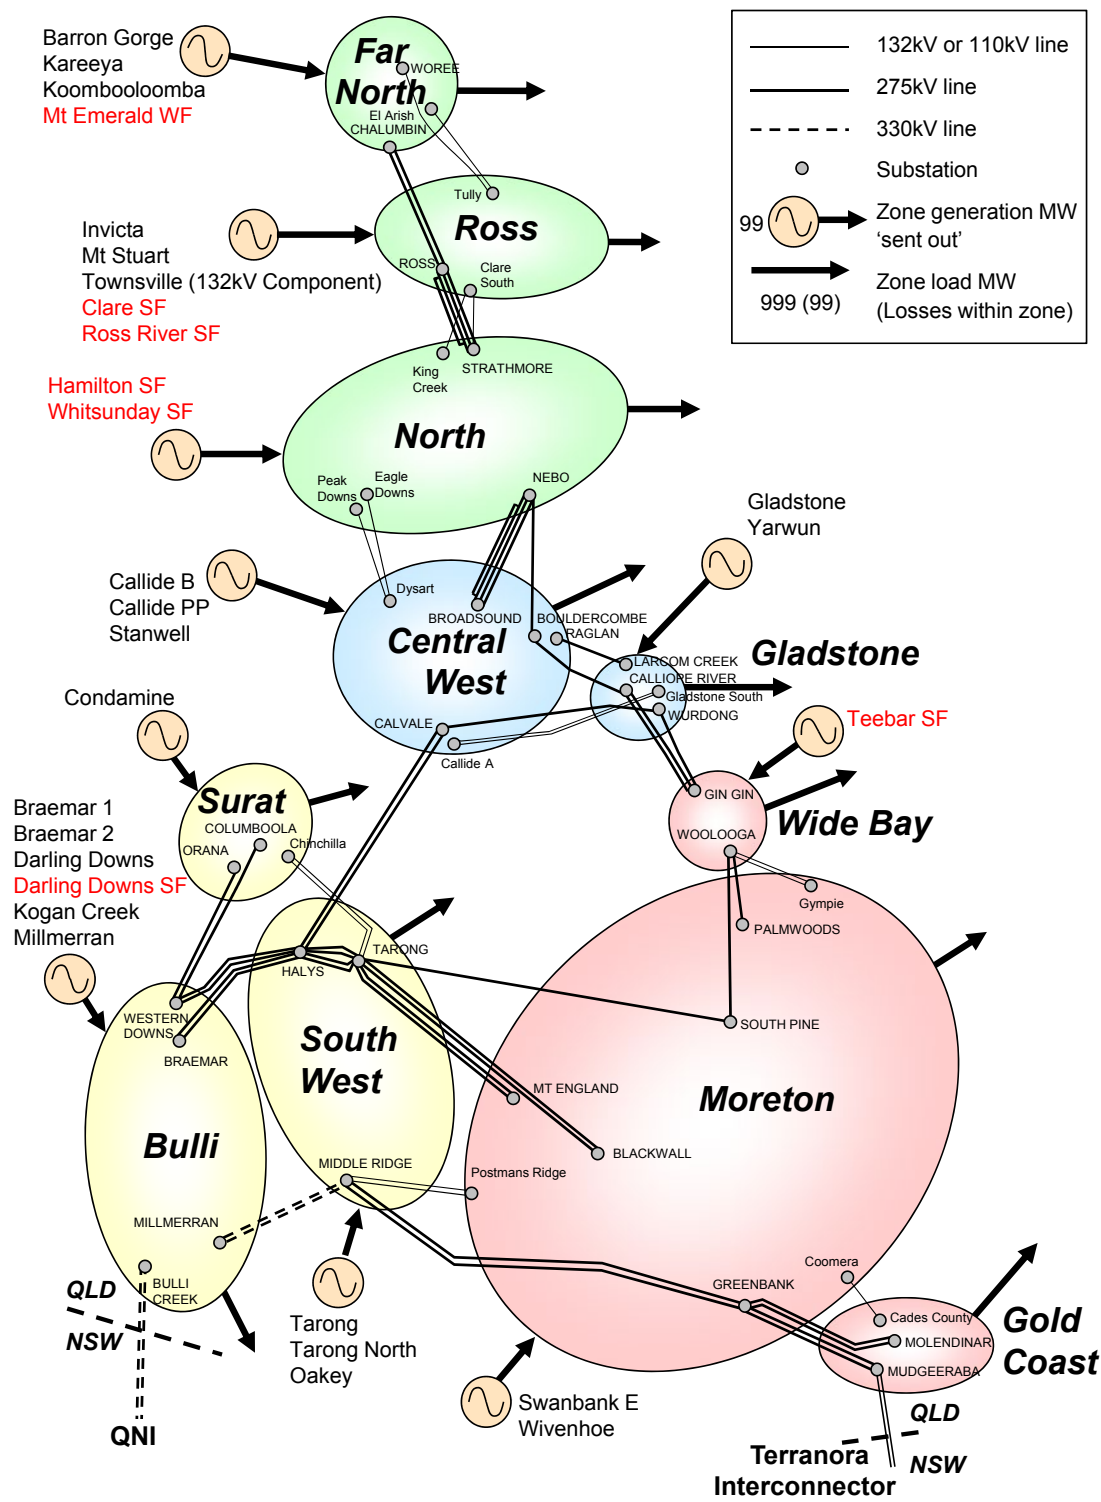 Barron Gorge
Kareeya
Koombooloomba
Mt Emerald WF
Far
North
WOREE
El Arish
CHALUMBIN
132kV or 110kV line
275kV line
330kV line
Substation
99
Zone generation MW
'sent out'
999 (99)
Zone load MW
(Losses within zone)
Invicta
Mt Stuart
Townsville (132kV Component)
Clare SF
Ross River SF
Tully
Ross
ROSS
Clare
South
Hamilton SF
Whitsunday SF
King
Creek
STRATHMORE
North
Peak
Downs
Eagle
Downs
NEBO
Gladstone
Yarwun
Callide B
Callide PP
Stanwell
Dysart
BROADSOUND
BOULDERCOMBE
RAGLAN
Central
West
LARCOM CREEK
CALLIOPE RIVER
Gladstone South
WURDONG
Gladstone
CALVALE
Callide A
Condamine
Teebar SF
Surat
COLUMBOOLA
ORANA
Chinchilla
GIN GIN
WOOLOOGA
Wide Bay
Braemar 1
Braemar 2
Darling Downs
Darling Downs SF
Kogan Creek
Millmerran
Gympie
PALMWOODS
HALYS
TARONG
WESTERN
DOWNS
BRAEMAR
SOUTH PINE
South
West
MT ENGLAND
Moreton
Bulli
BLACKWALL
MIDDLE RIDGE
Postmans Ridge
MILLMERRAN
BULLI
CREEK
QLD
NSW
QNI
Tarong
Tarong North
Oakey
Swanbank E
Wivenhoe
GREENBANK
Coomera
Cades County
MOLENDINAR
MUDGEERABA
Gold
Coast
QLD
NSW
Terranora
Interconnector